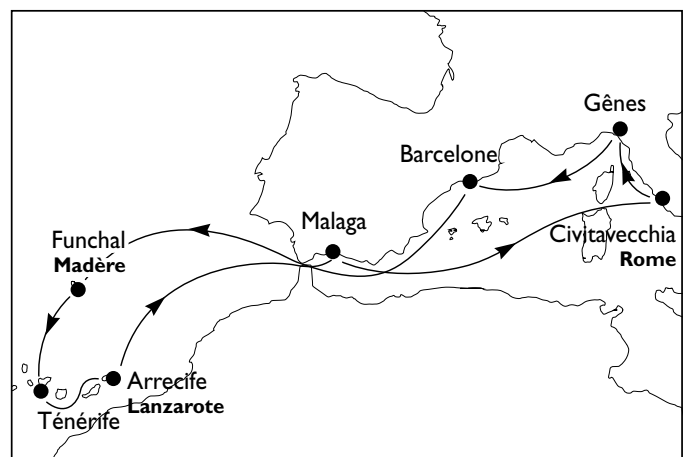 Gênes
Barcelone
Malaga
Civitavecchia
Rome
Funchal
Madère
Arrecife
Lanzarote
Ténérife